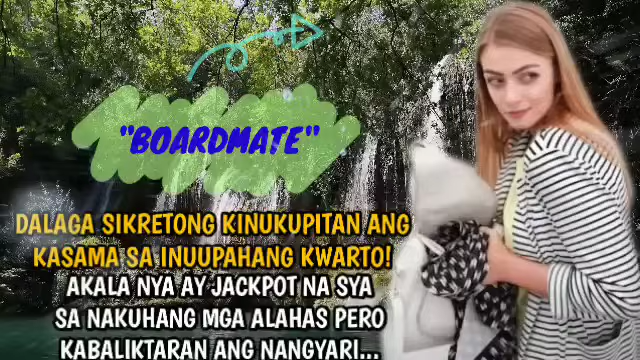 "BOARDMATE"
DALAGA SIKRETONG KINUKUPITAN ANG
KASAMA SA INUUPAHANG KWARTO!
AKALA NYA AY JACKPOT NA SYA
SA NAKUHANG MGA ALAHAS PERO
KABALIKTARAN ANG NANGYARI...